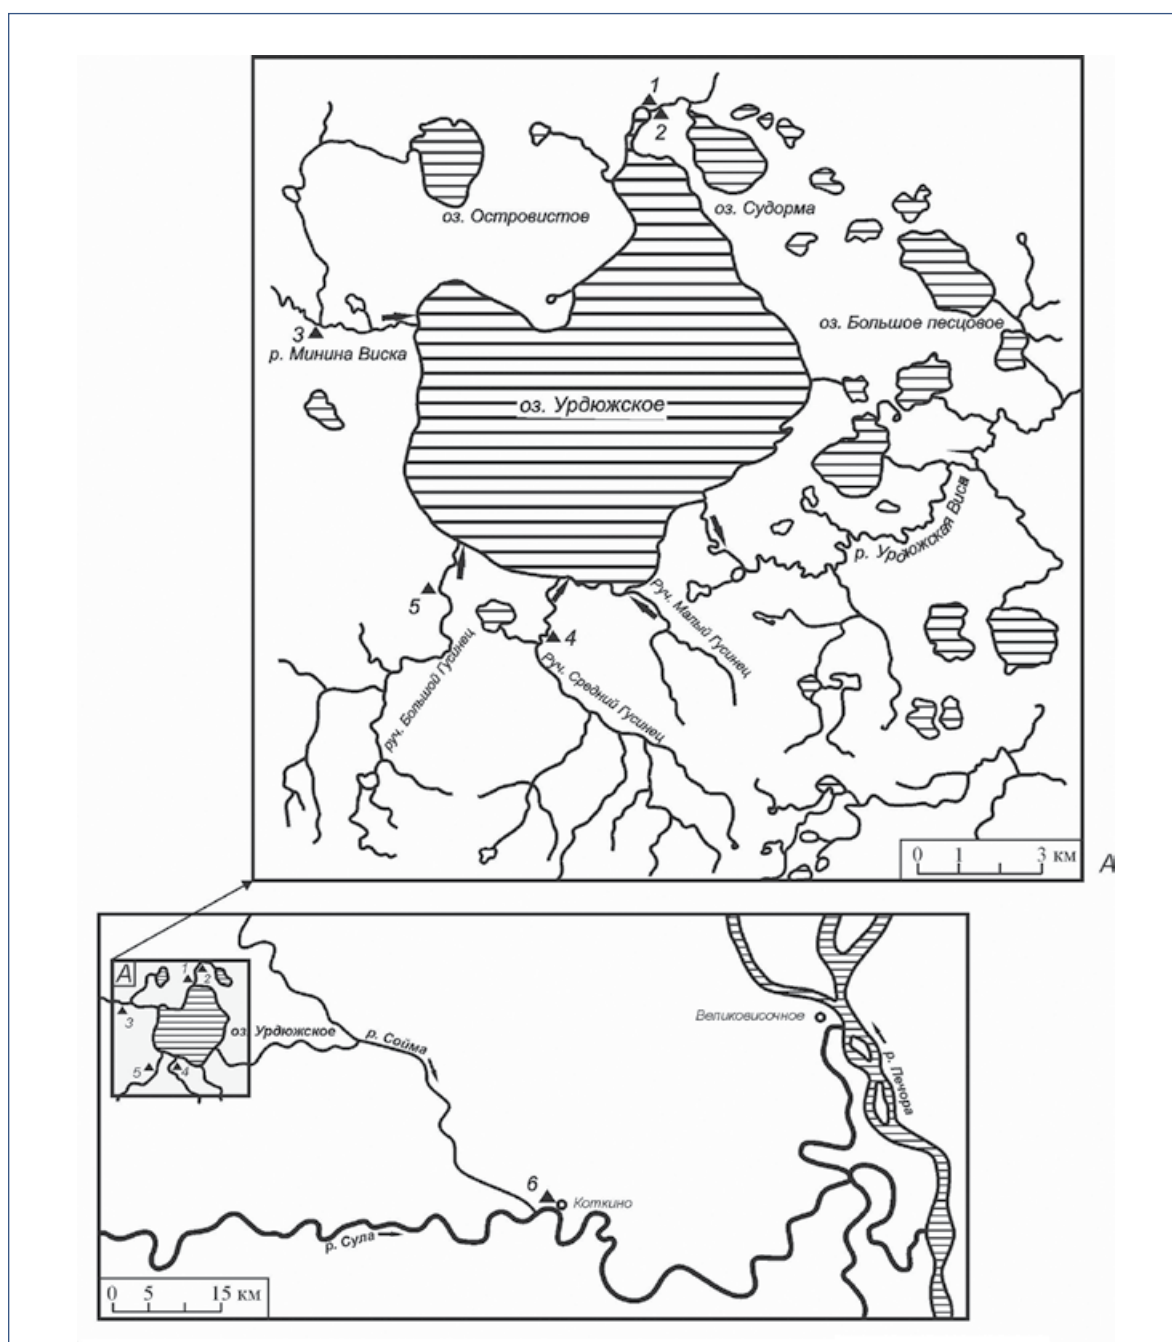 1
2
оз. Островистое
оз. Судорма
оз. Большое песцовое
3
р. Минина Виска
оз. Урдюжское
р. Урдюжская Виса
5
4
руч. Большой Гусинец
Руч. Средний Гусинец
Руч. Малый Гусинец
0 1 3 км
А
А
1
2
3
оз. Урдюжское
5
4
р. Сойма
Великовисочное
р. Печора
6
Коткино
р. Сула
0 5 15 км